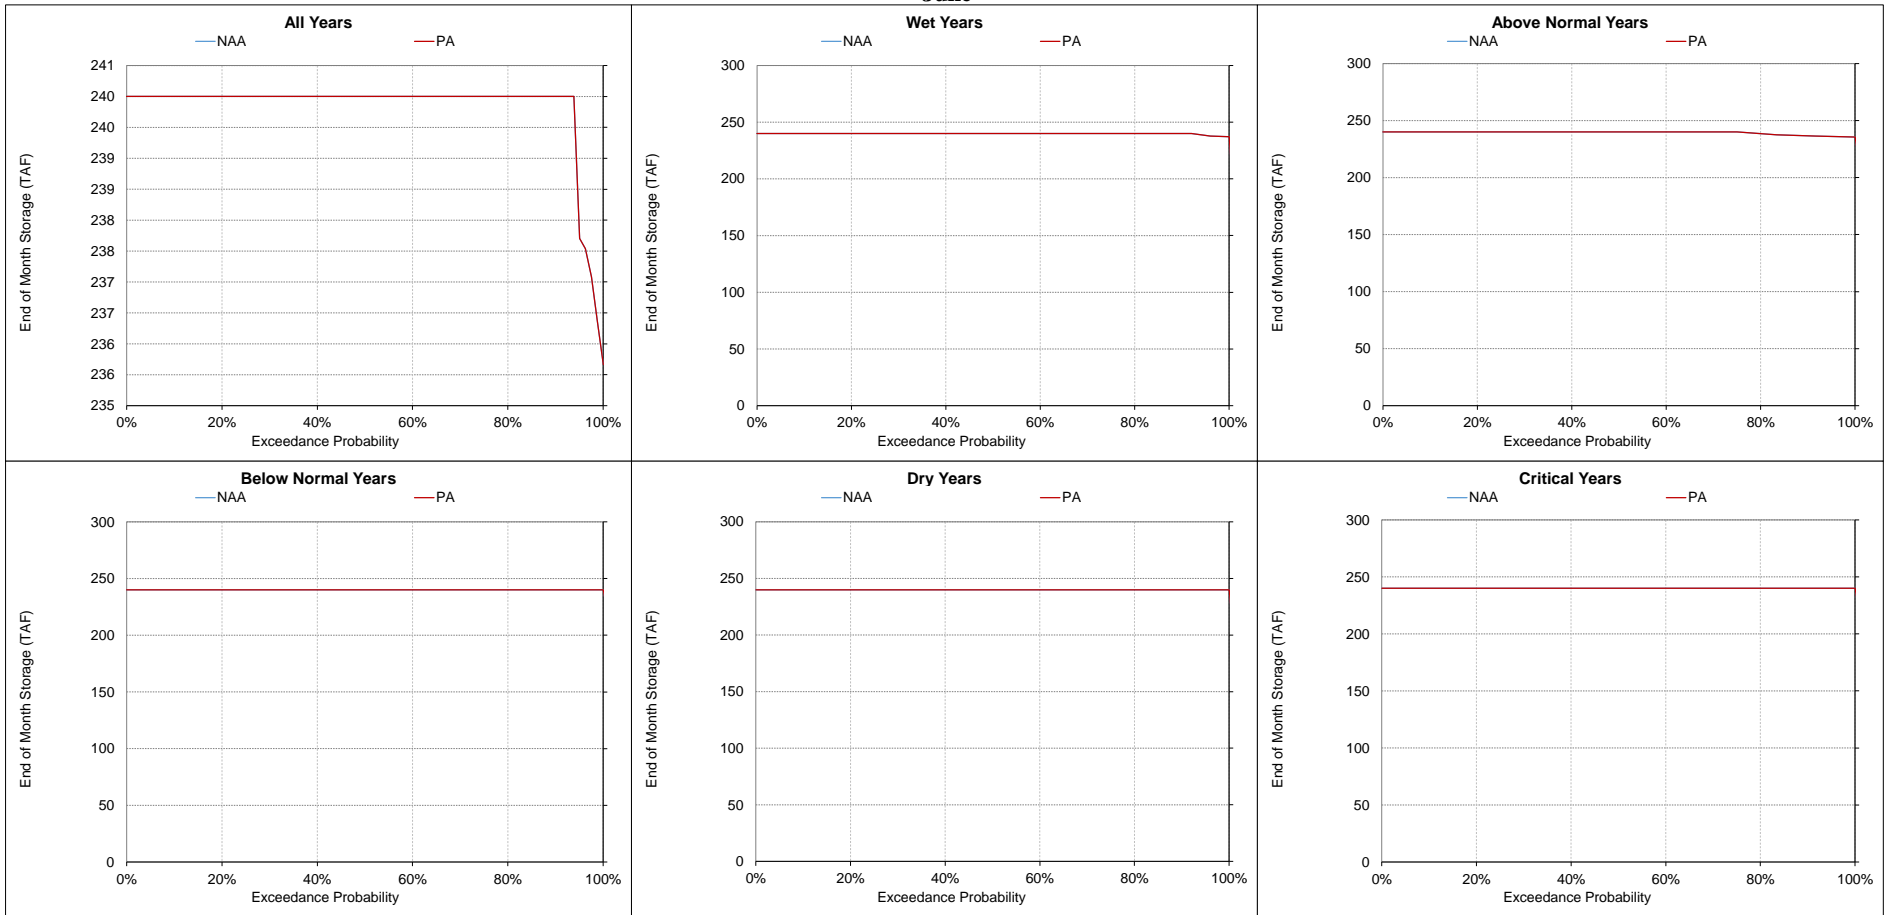 All Years
NAA PA
241
240
240
239
239
238
238
237
237
236
236
235
0% 20% 40% 60% 80% 100%
Exceedance Probability
End of Month Storage (TAF)
Wet Years
NAA PA
300
250
200
150
100
50
0
0% 20% 40% 60% 80% 100%
Exceedance Probability
End of Month Storage (TAF)
Above Normal Years
NAA PA
300
250
200
150
100
50
0
0% 20% 40% 60% 80% 100%
Exceedance Probability
End of Month Storage (TAF)
Below Normal Years
NAA PA
300
250
200
150
100
50
0
0% 20% 40% 60% 80% 100%
Exceedance Probability
End of Month Storage (TAF)
Dry Years
NAA PA
300
250
200
150
100
50
0
0% 20% 40% 60% 80% 100%
Exceedance Probability
End of Month Storage (TAF)
Critical Years
NAA PA
300
250
200
150
100
50
0
0% 20% 40% 60% 80% 100%
Exceedance Probability
End of Month Storage (TAF)